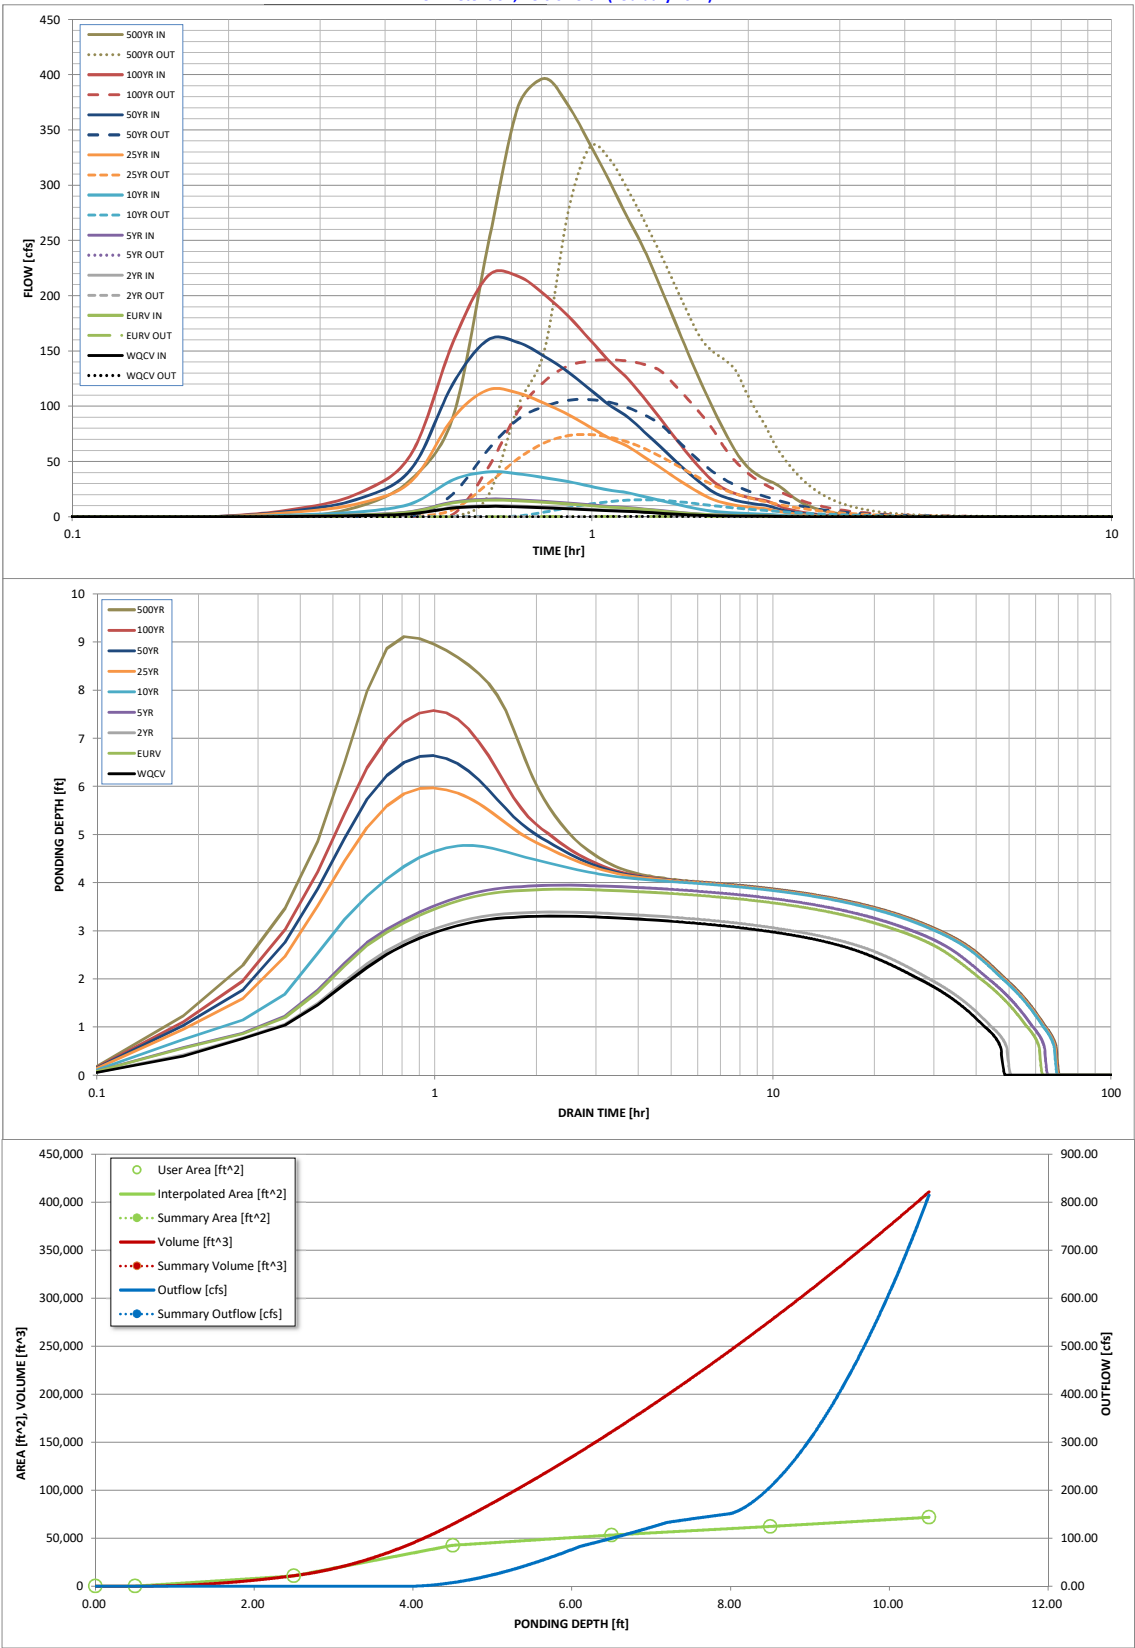 450
400
350
300
250
200
150
100
50
0
FLOW [cfs]
500YR IN
500YR OUT
100YR IN
100YR OUT
50YR IN
50YR OUT
25YR IN
25YR OUT
10YR IN
10YR OUT
5YR IN
5YR OUT
2YR IN
2YR OUT
EURV IN
EURV OUT
WQCV IN
WQCV OUT
0.1
1
10
TIME [hr]
10
9
8
7
6
5
4
3
2
1
0
PONDING DEPTH [ft]
500YR
100YR
50YR
25YR
10YR
5YR
2YR
EURV
WQCV
0.1
1
10
100
DRAIN TIME [hr]
450,000
400,000
350,000
300,000
250,000
200,000
150,000
100,000
50,000
0
AREA [ft^2], VOLUME [ft^3]
User Area [ft^2]
Interpolated Area [ft^2]
Summary Area [ft^2]
Volume [ft^3]
Summary Volume [ft^3]
Outflow [cfs]
Summary Outflow [cfs]
900.00
800.00
700.00
600.00
500.00
400.00
300.00
200.00
100.00
0.00
OUTFLOW [cfs]
0.00
2.00
4.00
6.00
8.00
10.00
12.00
PONDING DEPTH [ft]